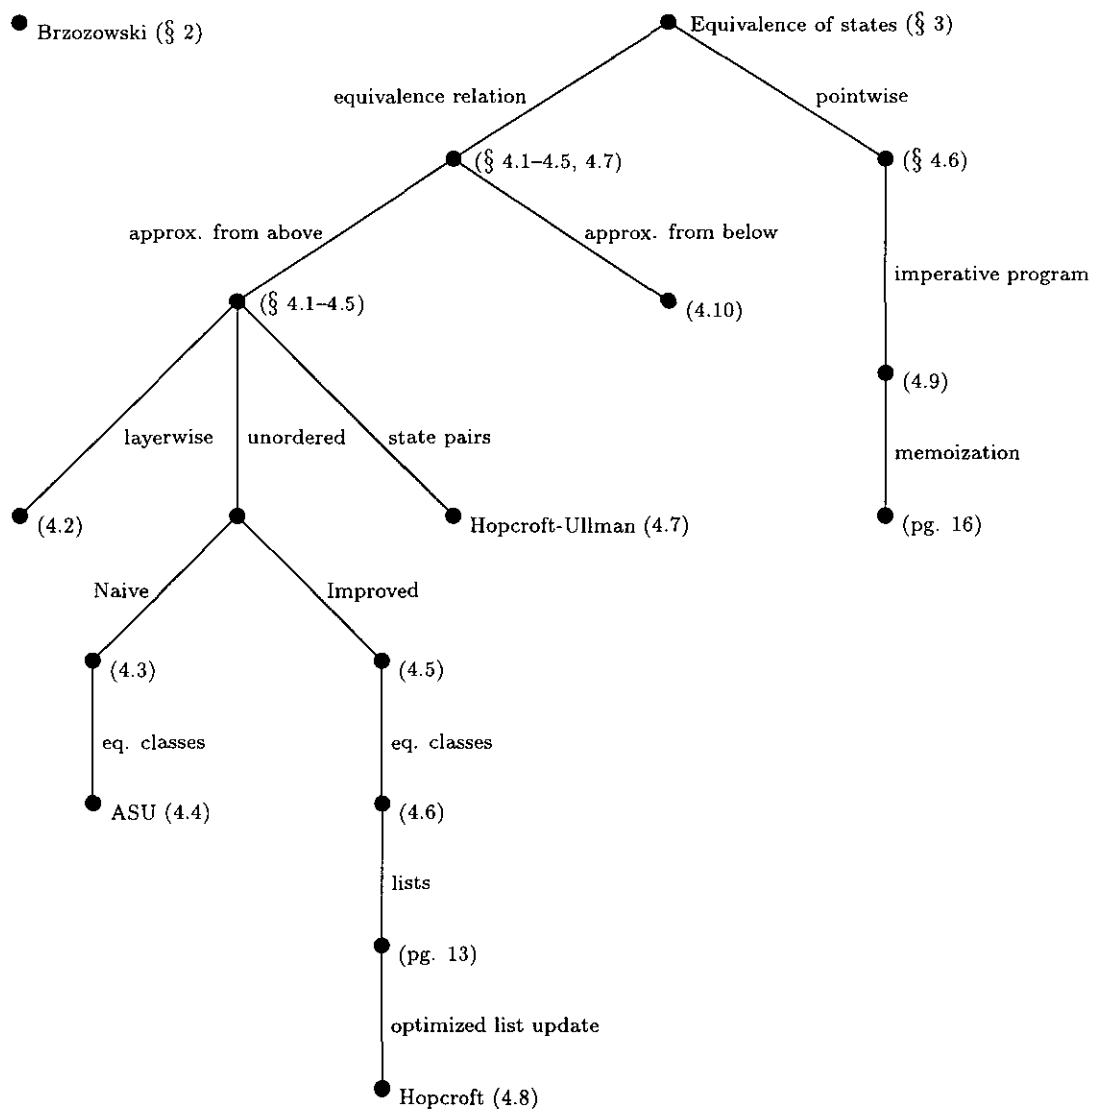 Brzozowski (§ 2)
Equivalence of states (§ 3)
equivalence relation
pointwise
(§ 4.1–4.5, 4.7)
(§ 4.6)
approx. from above
approx. from below
imperative program
(§ 4.1–4.5)
(4.10)
(4.9)
layerwise
unordered
state pairs
memoization
(4.2)
Hopcroft-Ullman (4.7)
(pg. 16)
Naive
Improved
(4.3)
(4.5)
eq. classes
eq. classes
ASU (4.4)
(4.6)
lists
(pg. 13)
optimized list update
Hopcroft (4.8)